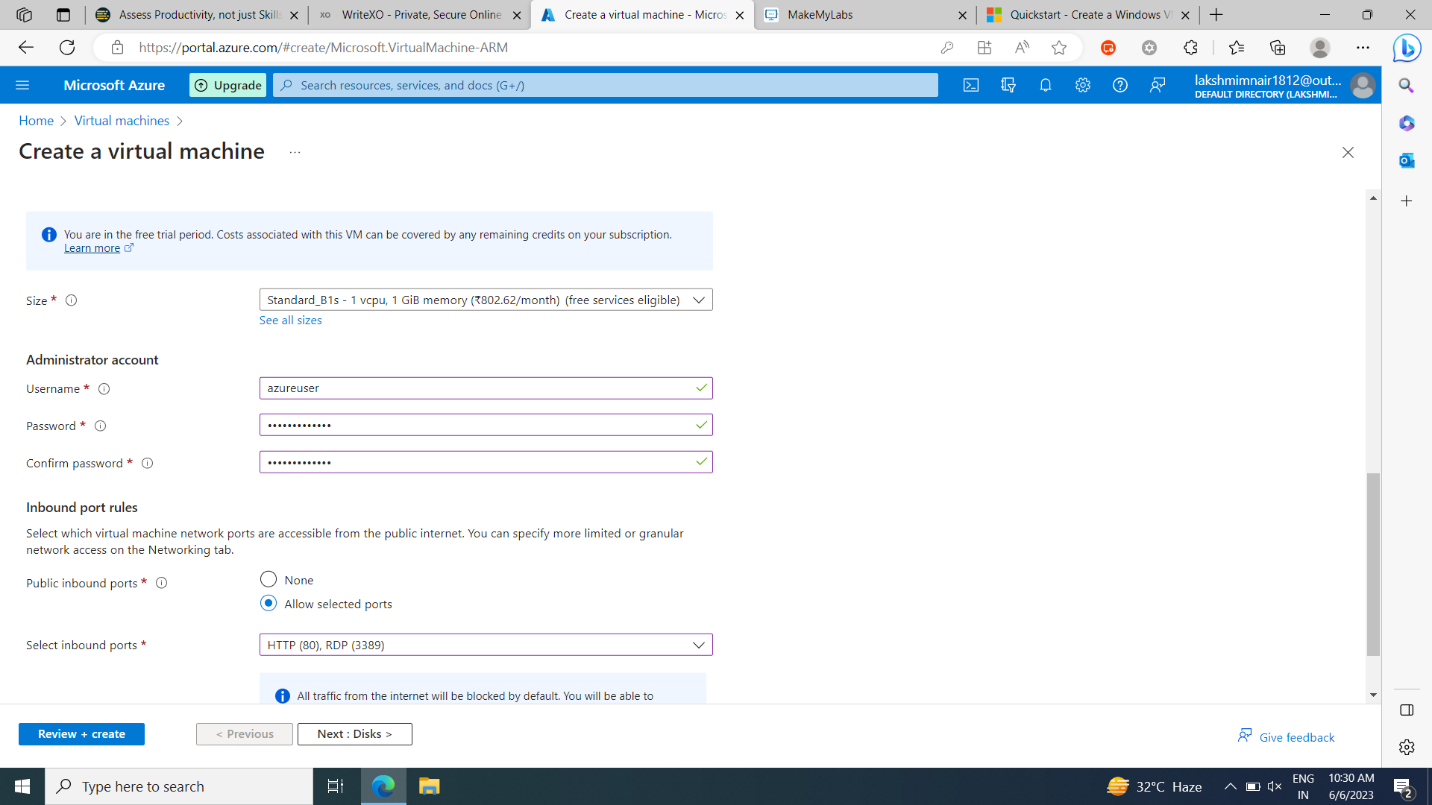 Assess Productivity, not just Skill
XO WriteXO - Private, Secure Online
Create a virtual machine - Micros
MakeMyLabs
Quickstart - Create a Windows V
https://portal.azure.com/#create/Microsoft.VirtualMachine-ARM
Microsoft Azure
Upgrade
Search resources, services, and docs (G+/)
lakshmimnair1812@out...
DEFAULT DIRECTORY (LAKSHMI...
Home > Virtual machines >
Create a virtual machine ...
You are in the free trial period. Costs associated with this VM can be covered by any remaining credits on your subscription.
Learn more
Size * Standard_B1s - 1 vcpu, 1 GiB memory (₹802.62/month) (free services eligible)
See all sizes
Administrator account
Username * azureuser
Password * •••••••••••••
Confirm password * •••••••••••••
Inbound port rules
Select which virtual machine network ports are accessible from the public internet. You can specify more limited or granular
network access on the Networking tab.
Public inbound ports * None
Allow selected ports
Select inbound ports * HTTP (80), RDP (3389)
All traffic from the internet will be blocked by default. You will be able to
Review + create
< Previous
Next : Disks >
Give feedback
Type here to search
32°C Haze
ENG
IN
10:30 AM
6/6/2023
2